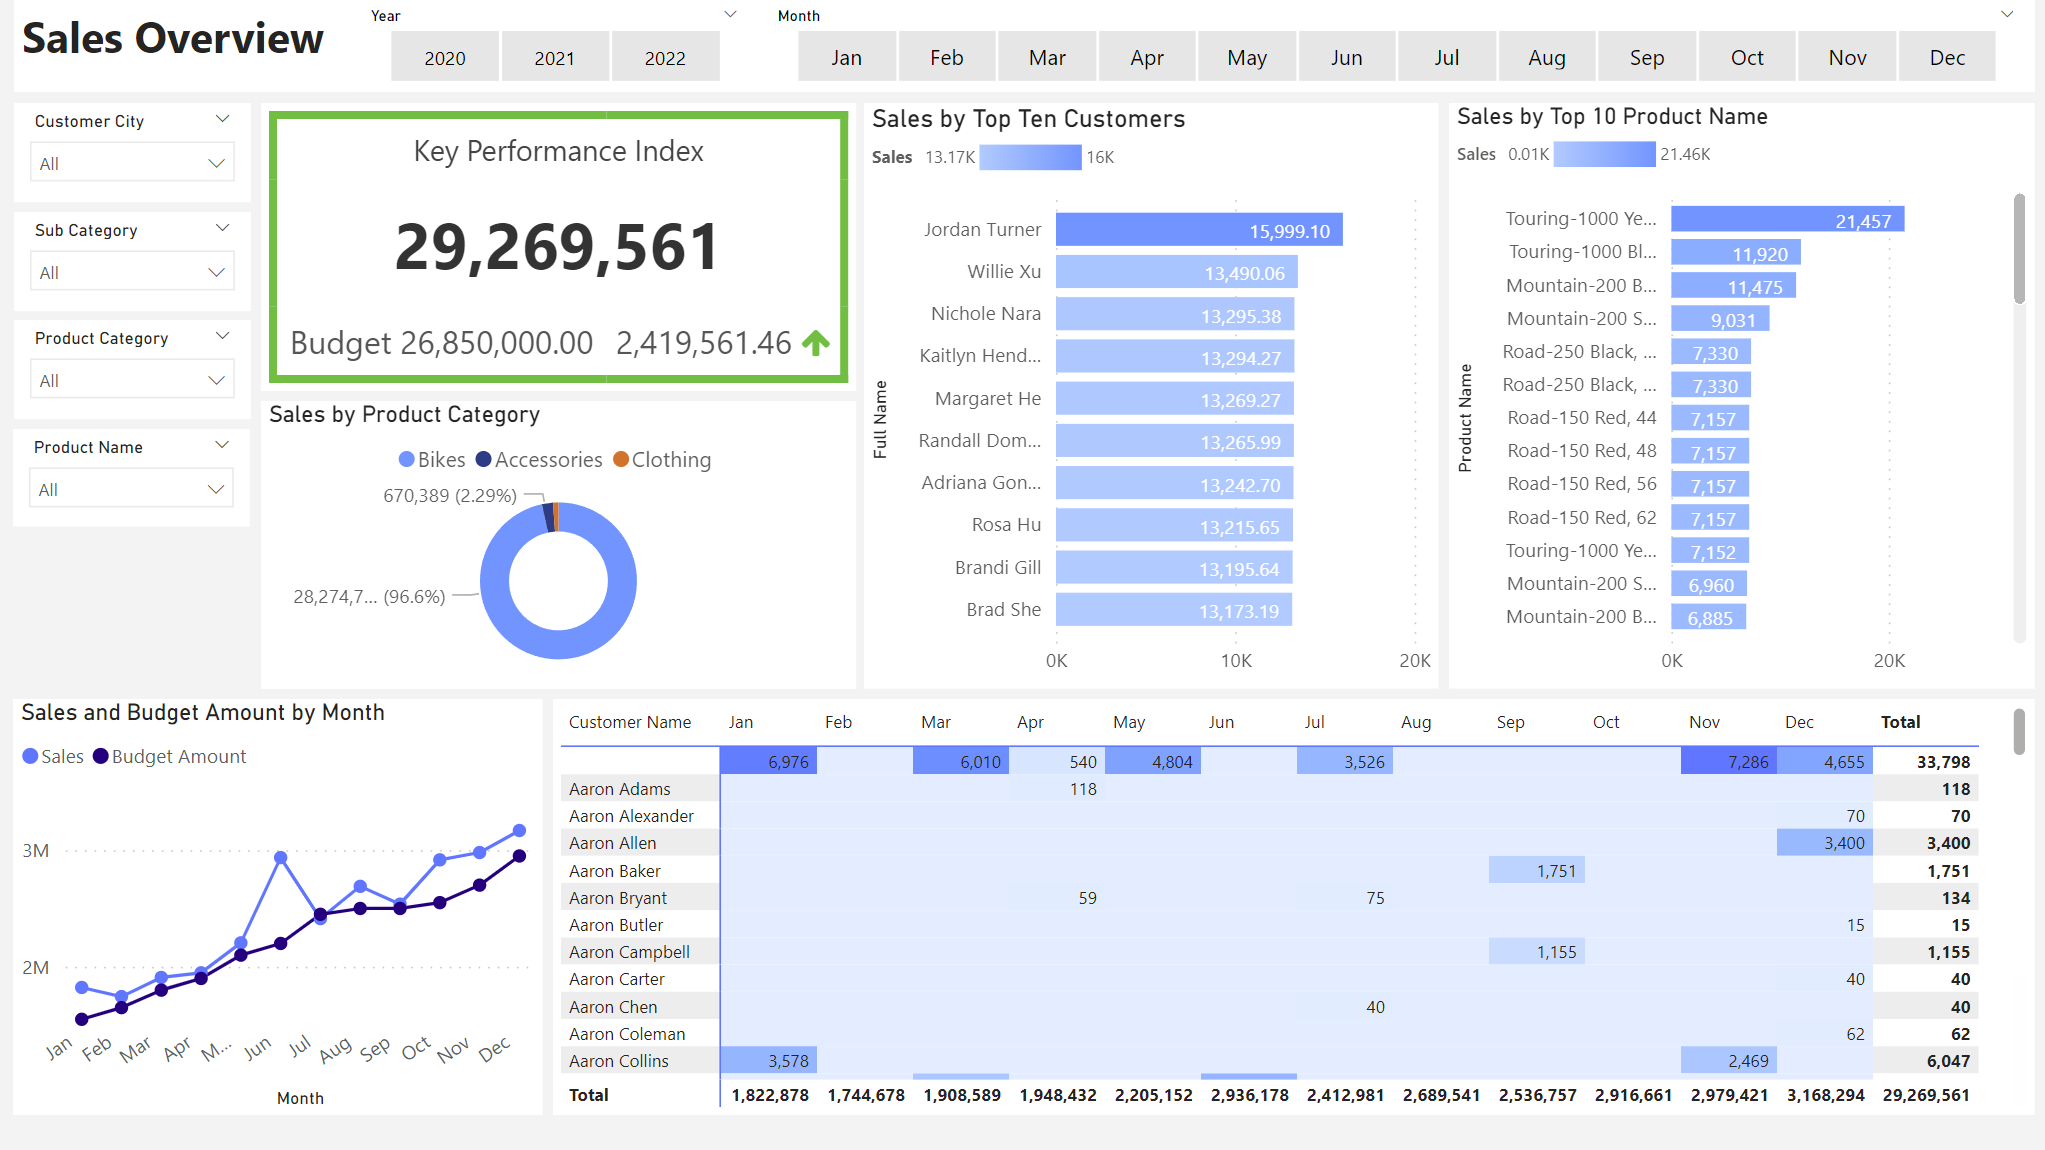 Sales Overview
Year
2020 2021 2022
Month
Jan Feb Mar Apr May Jun Jul Aug Sep Oct Nov Dec
Customer City
All
Sub Category
All
Product Category
All
Product Name
All
Key Performance Index
29,269,561
Budget 26,850,000.00 2,419,561.46
Sales by Product Category
Bikes Accessories Clothing
670,389 (2.29%)
28,274,7... (96.6%)
Sales by Top Ten Customers
Sales 13.17K 16K
Full Name
Jordan Turner 15,999.10
Willie Xu 13,490.06
Nichole Nara 13,295.38
Kaitlyn Hend... 13,294.27
Margaret He 13,269.27
Randall Dom... 13,265.99
Adriana Gon... 13,242.70
Rosa Hu 13,215.65
Brandi Gill 13,195.64
Brad She 13,173.19
0K 10K 20K
Sales by Top 10 Product Name
Sales 0.01K 21.46K
Product Name
Touring-1000 Ye... 21,457
Touring-1000 Bl... 11,920
Mountain-200 B... 11,475
Mountain-200 S... 9,031
Road-250 Black, ... 7,330
Road-250 Black, ... 7,330
Road-150 Red, 44 7,157
Road-150 Red, 48 7,157
Road-150 Red, 56 7,157
Road-150 Red, 62 7,157
Touring-1000 Ye... 7,152
Mountain-200 S... 6,960
Mountain-200 B... 6,885
0K 20K
Sales and Budget Amount by Month
Sales Budget Amount
3M
2M
Jan Feb Mar Apr M... Jun Jul Aug Sep Oct Nov Dec
Month
Customer Name Jan Feb Mar Apr May Jun Jul Aug Sep Oct Nov Dec Total
6,976 6,010 540 4,804 3,526 7,286 4,655 33,798
Aaron Adams 118 118
Aaron Alexander 70 70
Aaron Allen 3,400 3,400
Aaron Baker 1,751 1,751
Aaron Bryant 59 75 134
Aaron Butler 15 15
Aaron Campbell 1,155 1,155
Aaron Carter 40 40
Aaron Chen 40 40
Aaron Coleman 62 62
Aaron Collins 3,578 2,469 6,047
Total 1,822,878 1,744,678 1,908,589 1,948,432 2,205,152 2,936,178 2,412,981 2,689,541 2,536,757 2,916,661 2,979,421 3,168,294 29,269,561